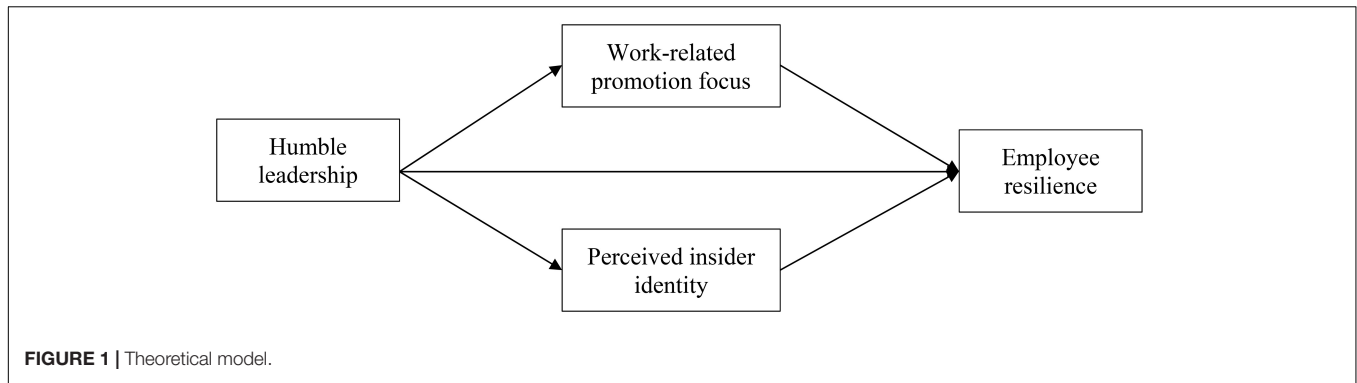 Work-related
promotion focus
Humble
leadership
Employee
resilience
Perceived insider
identity
FIGURE 1 | Theoretical model.